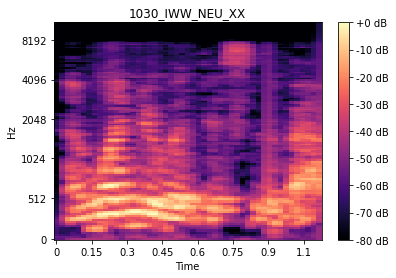 1030_IWW_NEU_XX
8192
4096
2048
1024
512
0
Hz
0 0.15 0.3 0.45 0.6 0.75 0.9 1.1
Time
+0 dB
-10 dB
-20 dB
-30 dB
-40 dB
-50 dB
-60 dB
-70 dB
-80 dB